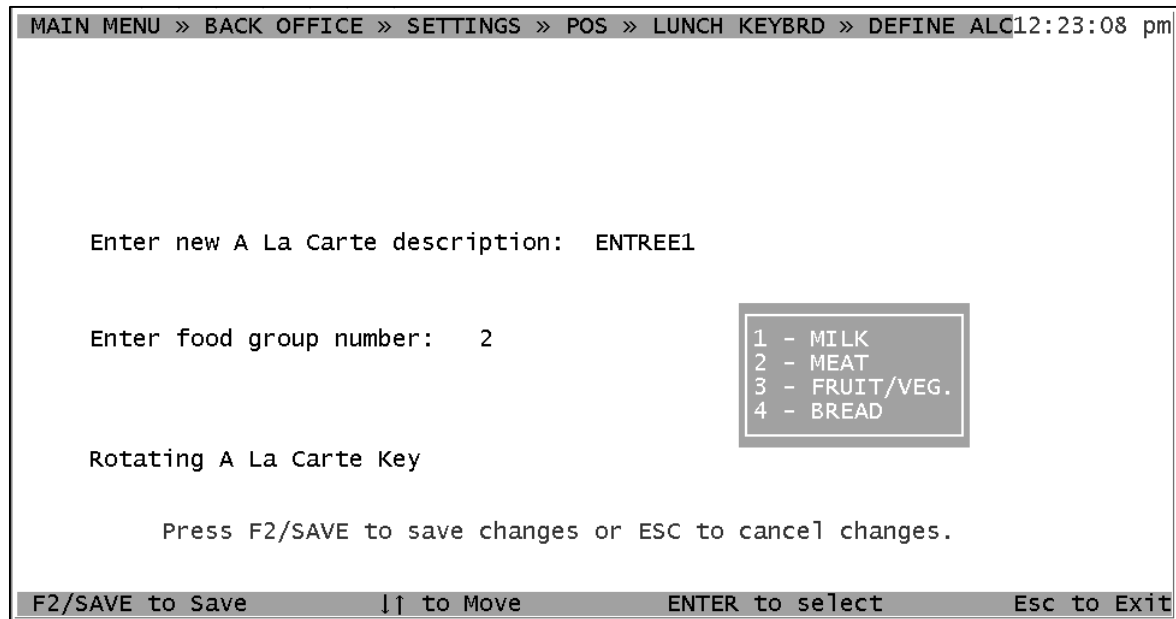 MAIN MENU » BACK OFFICE » SETTINGS » POS » LUNCH KEYBRD » DEFINE ALC12:23:08 pm
Enter new A La Carte description: ENTREE1
Enter food group number: 2
1 - MILK
2 - MEAT
3 - FRUIT/VEG.
4 - BREAD
Rotating A La Carte Key
Press F2/SAVE to save changes or ESC to cancel changes.
F2/SAVE to Save ↓↑ to Move ENTER to select Esc to Exit